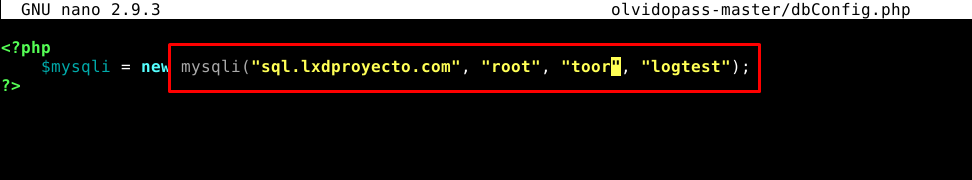 GNU nano 2.9.3 olvidopass-master/dbConfig.php
<?php
$mysqli = new mysqli("sql.lxdproyecto.com", "root", "toor", "logtest");
?>